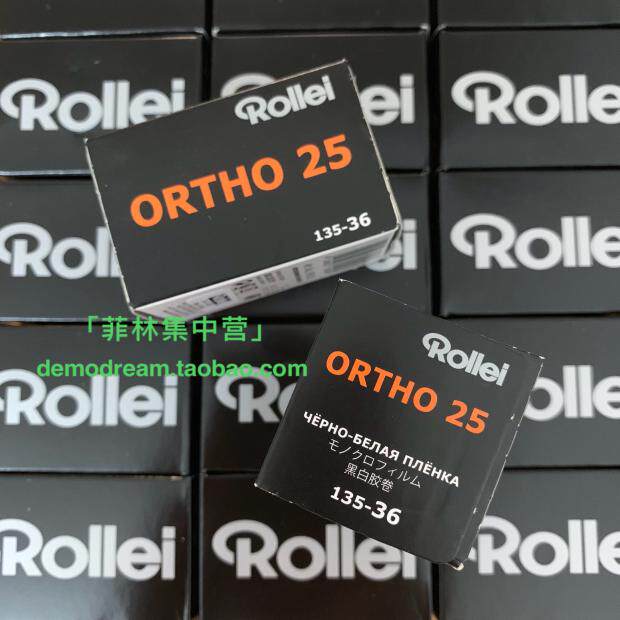 Rollei
Rollei
Rollei
Rollei
ORTHO 25
135-36
Rollei
Rollei
「菲林集中营」
demodream.taobao.com
Rollei
ORTHO 25
ЧЁРНО-БЕЛАЯ ПЛЁНКА
モノクロフィルム
黑白胶卷
135-36
Rollei
Rollei
Rollei